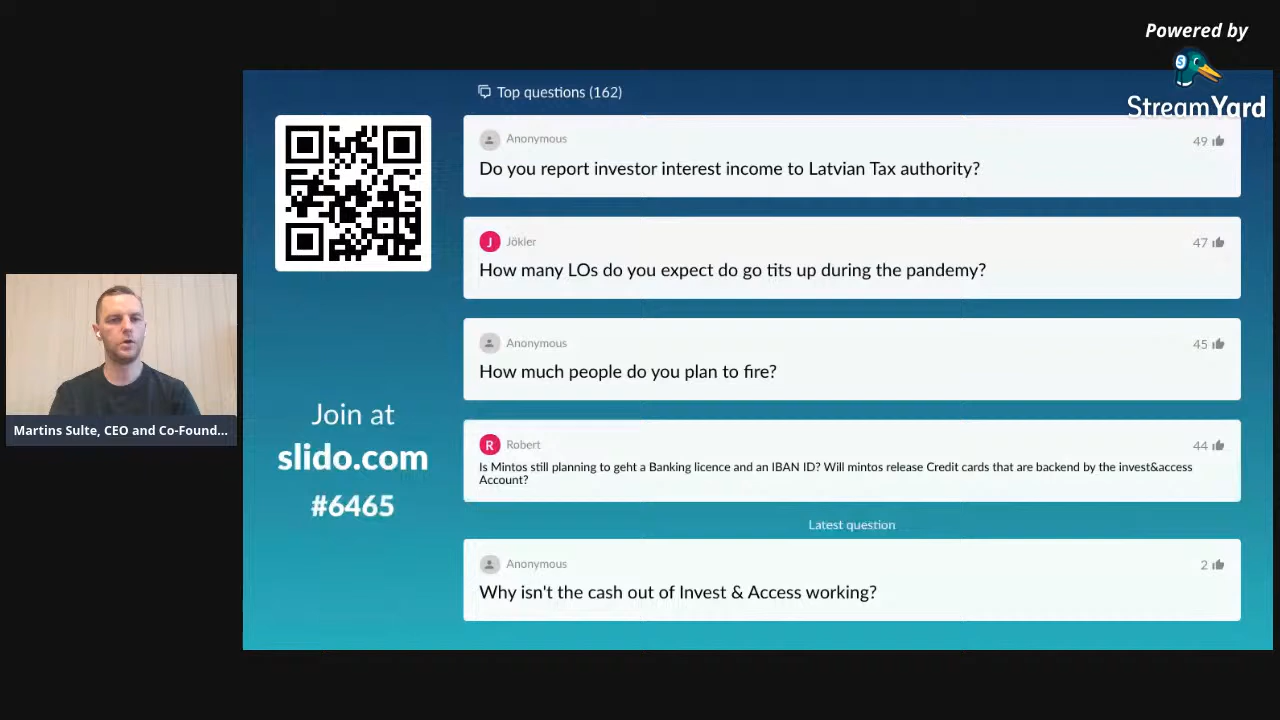 Powered by
StreamYard
Top questions (162)
Anonymous
49
Do you report investor interest income to Latvian Tax authority?
J
Jökler
47
How many LOs do you expect do go tits up during the pandemy?
Anonymous
45
How much people do you plan to fire?
R
Robert
44
Is Mintos still planning to geht a Banking licence and an IBAN ID? Will mintos release Credit cards that are backend by the invest&access
Account?
Latest question
Anonymous
2
Why isn't the cash out of Invest & Access working?
Join at
slido.com
#6465
Martins Sulte, CEO and Co-Found...